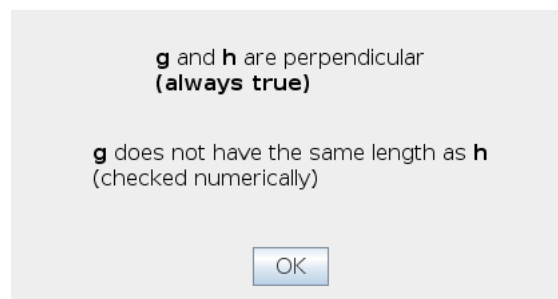 g and h are perpendicular
(always true)
g does not have the same length as h
(checked numerically)
OK